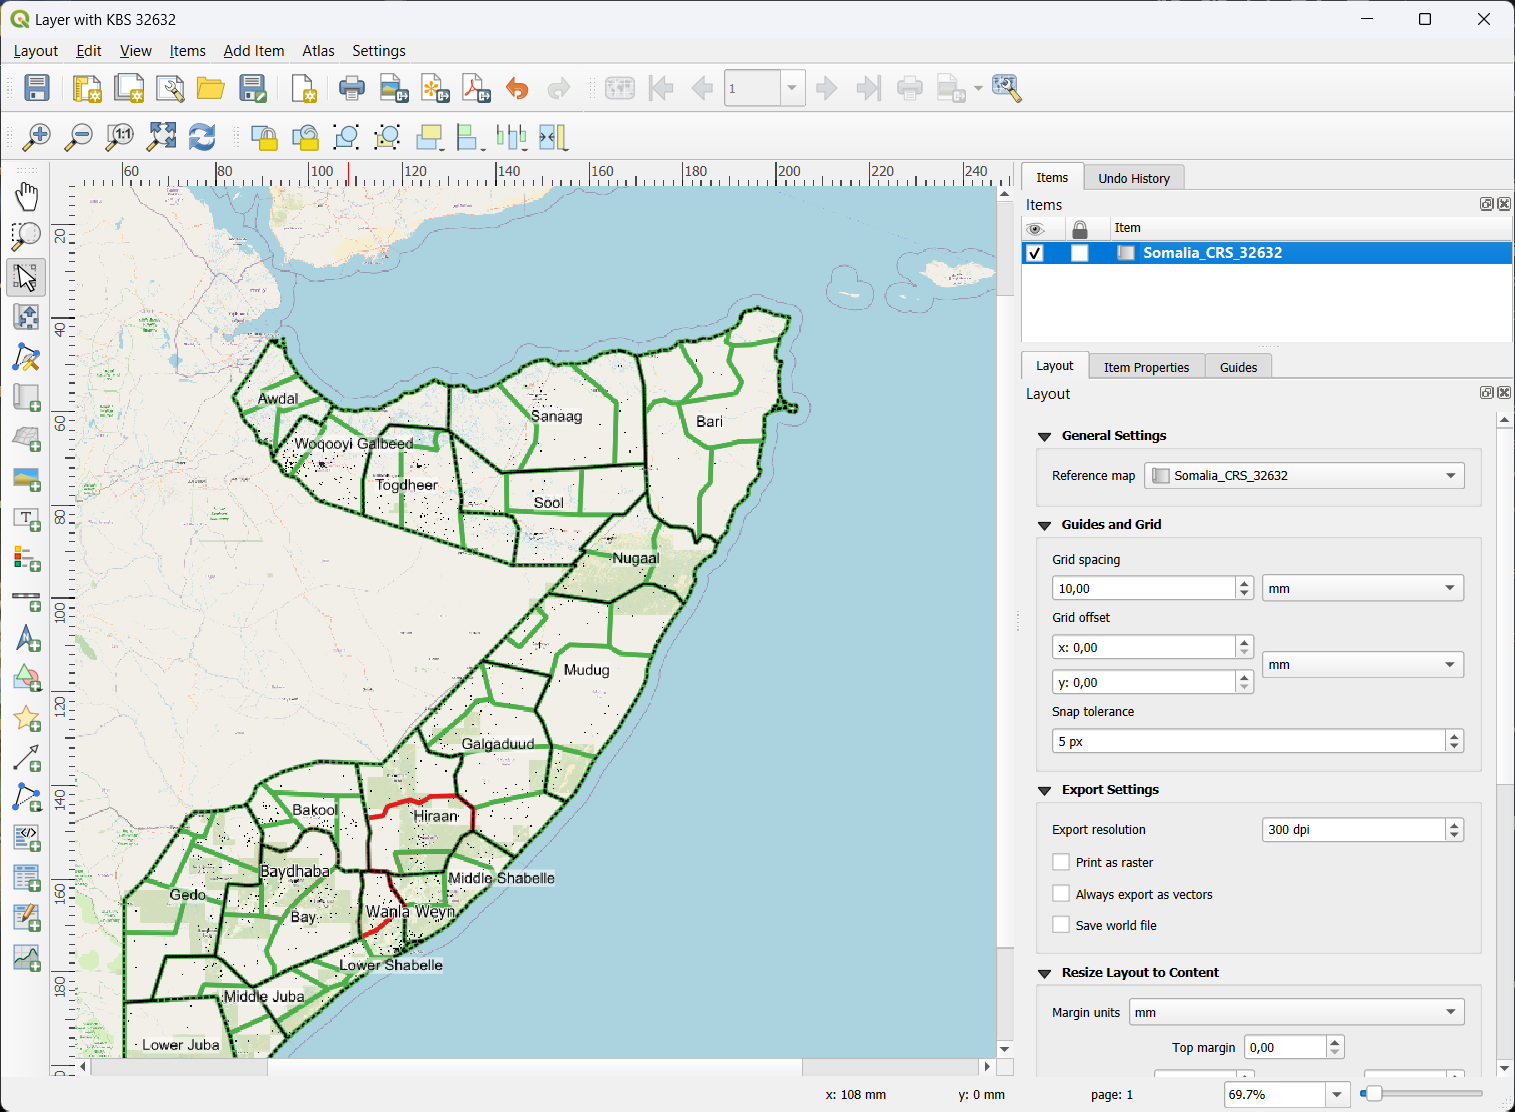 Layer with KBS 32632
Layout Edit View Items Add Item Atlas Settings
1
1:1
60 80 100 120 140 160 180 200 220 240
20
40
60
80
100
120
140
160
180
Awdal
Woqooyi Galbeed
Togdheer
Sanaag
Bari
Sool
Nugaal
Mudug
Galgaduud
Hiraan
Bakool
Baydhaba
Middle Shabelle
Gedo
Bay
Wanla Weyn
Lower Shabelle
Middle Juba
Lower Juba
Items Undo History
Items
Item
Somalia_CRS_32632
Layout Item Properties Guides
Layout
General Settings
Reference map Somalia_CRS_32632
Guides and Grid
Grid spacing
10,00 mm
Grid offset
x: 0,00
mm
y: 0,00
Snap tolerance
5 px
Export Settings
Export resolution 300 dpi
Print as raster
Always export as vectors
Save world file
Resize Layout to Content
Margin units mm
Top margin 0,00
x: 108 mm y: 0 mm page: 1 69.7%